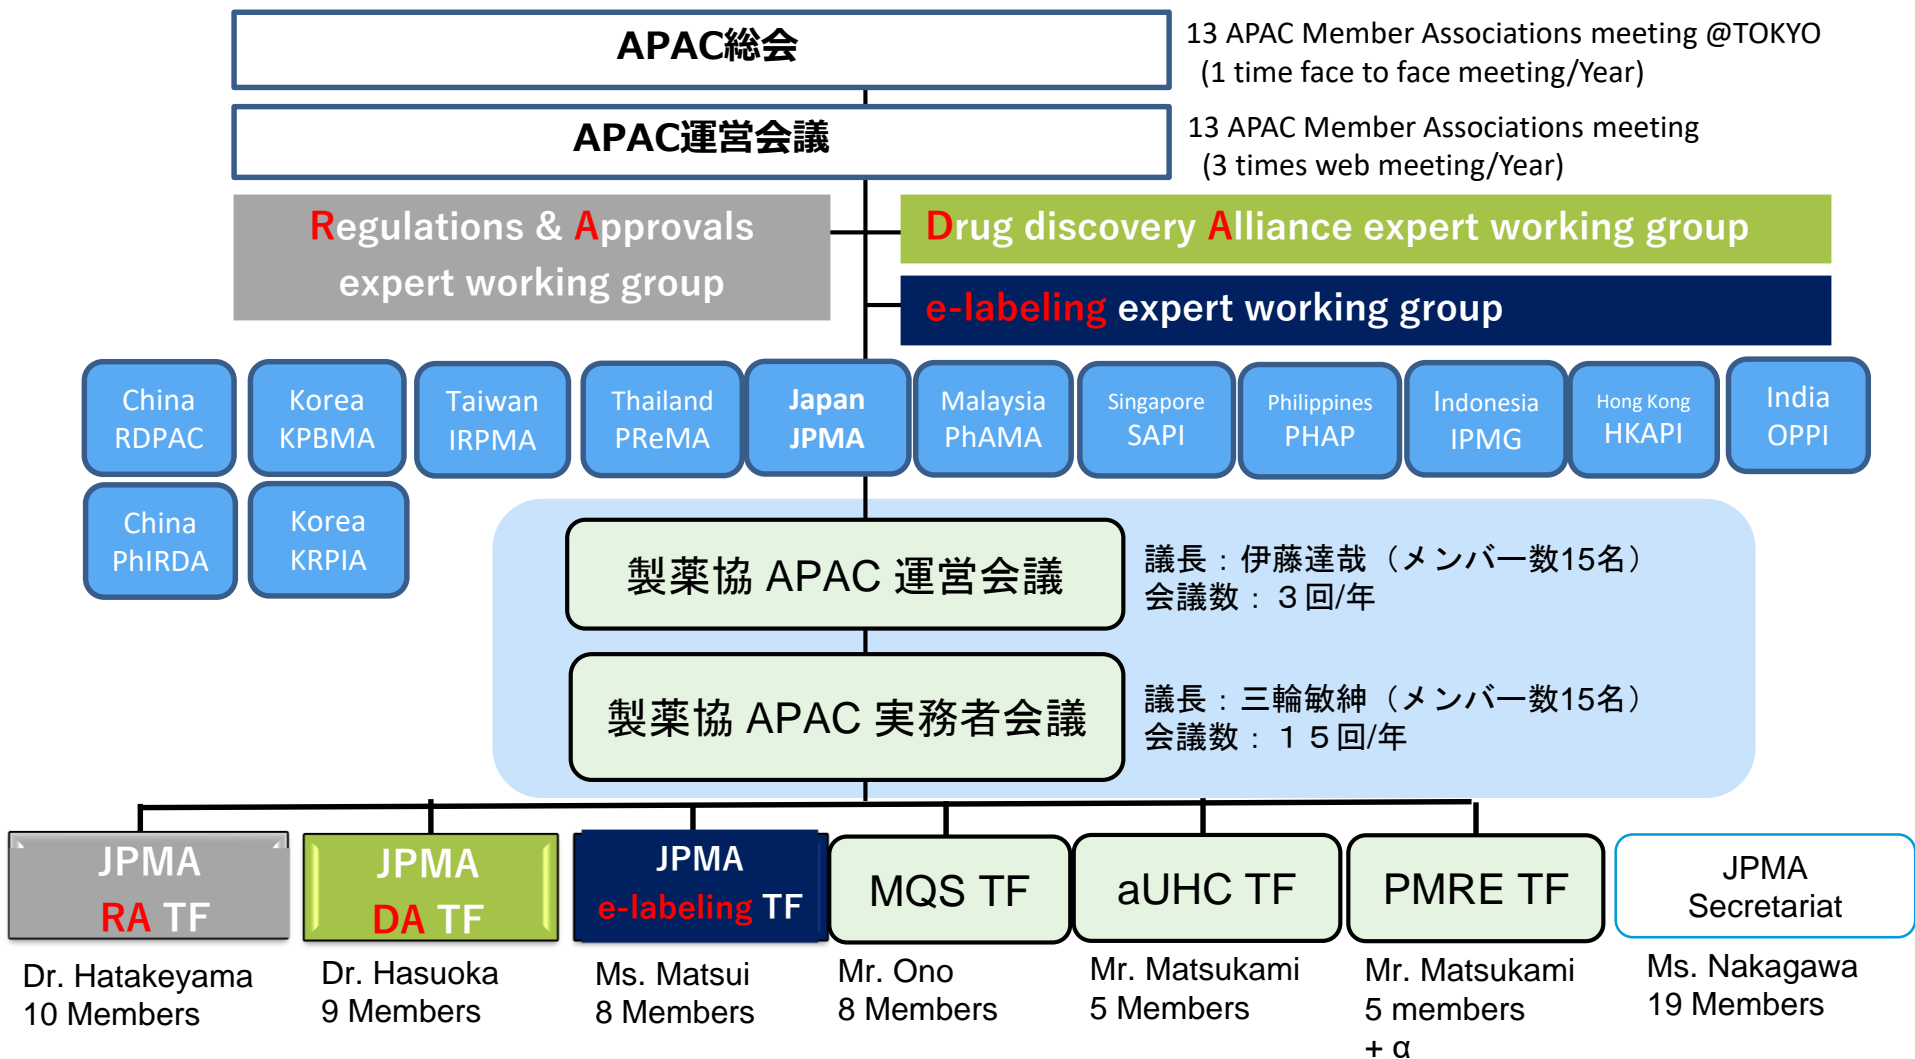 APAC総会
13 APAC Member Associations meeting @TOKYO
(1 time face to face meeting/Year)
APAC運営会議
13 APAC Member Associations meeting
(3 times web meeting/Year)
Regulations & Approvals
expert working group
Drug discovery Alliance expert working group
e-labeling expert working group
China
RDPAC
Korea
KPBMA
Taiwan
IRPMA
Thailand
PReMA
Japan
JPMA
Malaysia
PhAMA
Singapore
SAPI
Philippines
PHAP
Indonesia
IPMG
Hong Kong
HKAPI
India
OPPI
China
PhIRDA
Korea
KRPIA
製薬協 APAC 運営会議
議長：伊藤達哉（メンバー数15名）
会議数：３回/年
製薬協 APAC 実務者会議
議長：三輪敏紳（メンバー数15名）
会議数：１５回/年
JPMA
RA TF
JPMA
DA TF
JPMA
e-labeling TF
MQS TF
aUHC TF
PMRE TF
JPMA
Secretariat
Dr. Hatakeyama
10 Members
Dr. Hasuoka
9 Members
Ms. Matsui
8 Members
Mr. Ono
8 Members
Mr. Matsukami
5 Members
Mr. Matsukami
5 members
+ α
Ms. Nakagawa
19 Members